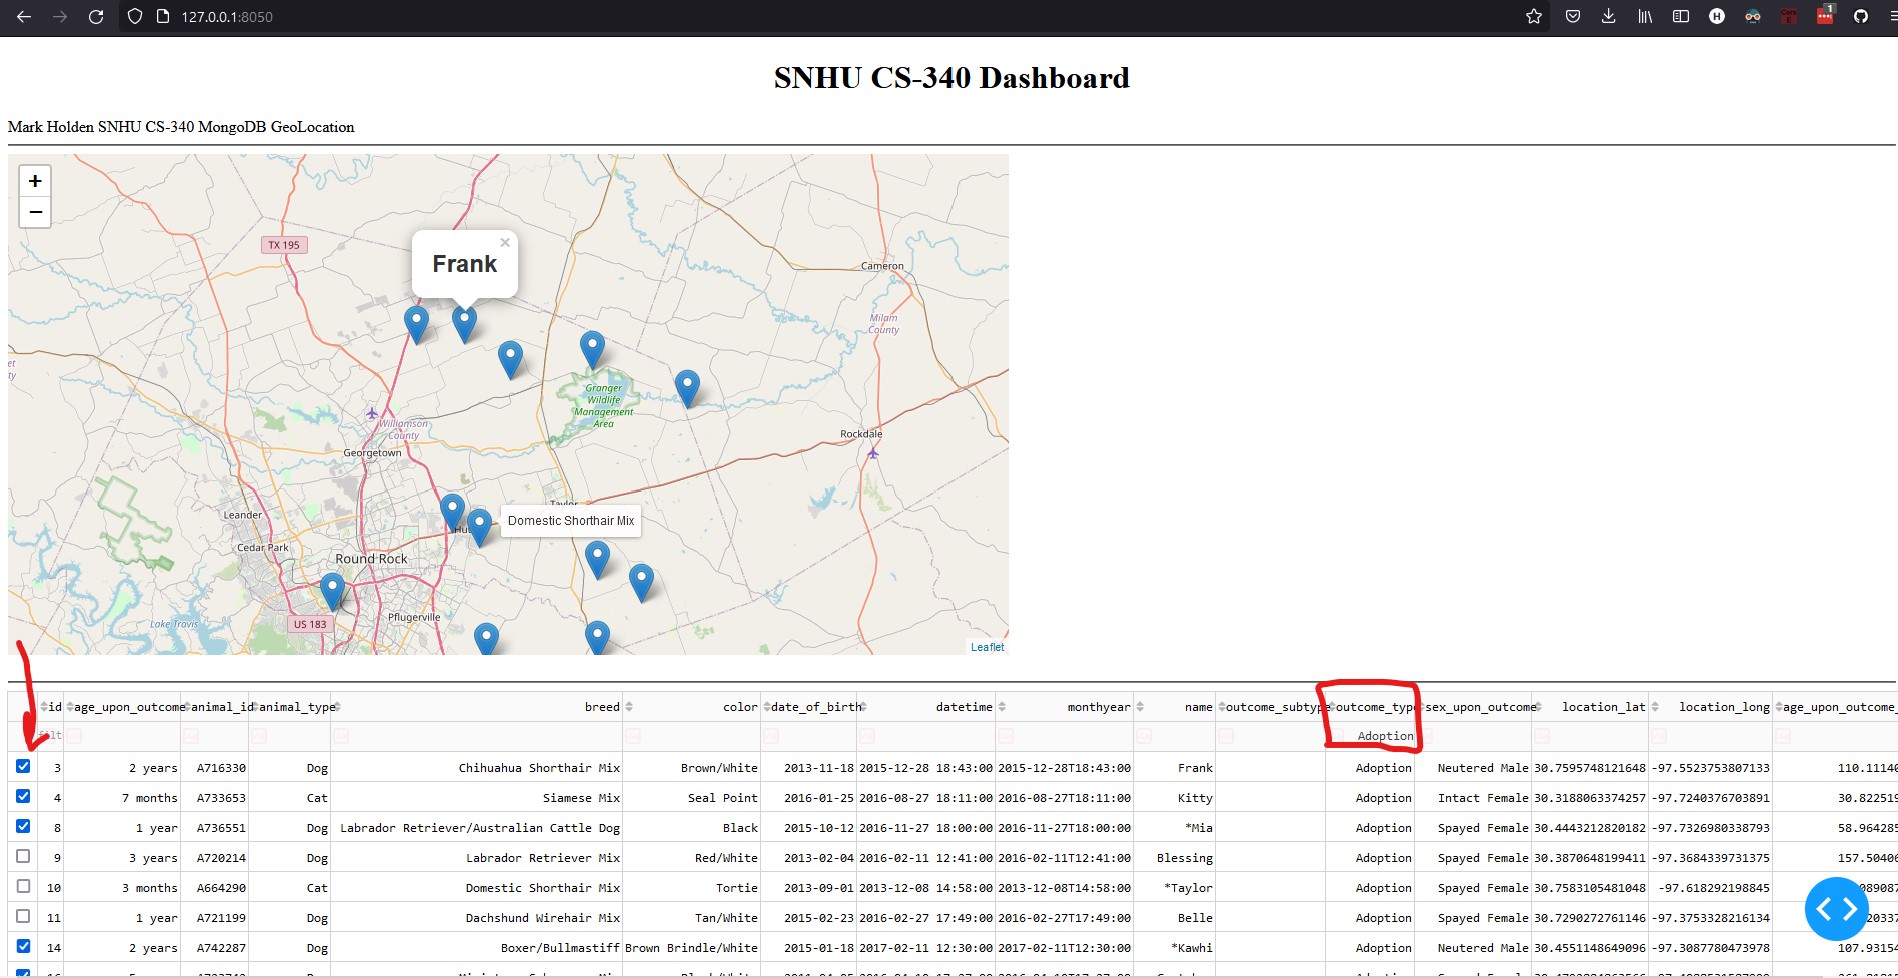 127.0.0.1:8050
1
SNHU CS-340 Dashboard
Mark Holden SNHU CS-340 MongoDB GeoLocation
+
−
TX 195
Frank
×
Cameron
Milam County
Granger Wildlife Management Area
Williamson County
Georgetown
Rockdale
Taylor
Leander
Domestic Shorthair Mix
Cedar Park
Round Rock
Lake Travis
US 183
Pflugerville
Leaflet
id age_upon_outcome animal_id animal_type breed color date_of_birth datetime monthyear name outcome_subtype outcome_type sex_upon_outcome location_lat location_long age_upon_outcome_
filt Adoption
3 2 years A716330 Dog Chihuahua Shorthair Mix Brown/White 2013-11-18 2015-12-28 18:43:00 2015-12-28T18:43:00 Frank Adoption Neutered Male 30.7595748121648 -97.5523753807133 110.11140
4 7 months A733653 Cat Siamese Mix Seal Point 2016-01-25 2016-08-27 18:11:00 2016-08-27T18:11:00 Kitty Adoption Intact Female 30.3188063374257 -97.7240376703891 30.822519
8 1 year A736551 Dog Labrador Retriever/Australian Cattle Dog Black 2015-10-12 2016-11-27 18:00:00 2016-11-27T18:00:00 *Mia Adoption Spayed Female 30.4443212820182 -97.7326980338793 58.964285
9 3 years A720214 Dog Labrador Retriever Mix Red/White 2013-02-04 2016-02-11 12:41:00 2016-02-11T12:41:00 Blessing Adoption Spayed Female 30.3870648199411 -97.3684339731375 157.50406
10 3 months A664290 Cat Domestic Shorthair Mix Tortie 2013-09-01 2013-12-08 14:58:00 2013-12-08T14:58:00 *Taylor Adoption Spayed Female 30.7583105481048 -97.618292198845
11 1 year A721199 Dog Dachshund Wirehair Mix Tan/White 2015-02-23 2016-02-27 17:49:00 2016-02-27T17:49:00 Belle Adoption Spayed Female 30.7290272761146 -97.3753328216134
14 2 years A742287 Dog Boxer/Bullmastiff Brown Brindle/White 2015-01-18 2017-02-11 12:30:00 2017-02-11T12:30:00 *Kawhi Adoption Neutered Male 30.4551148649096 -97.3087780473978 107.93154